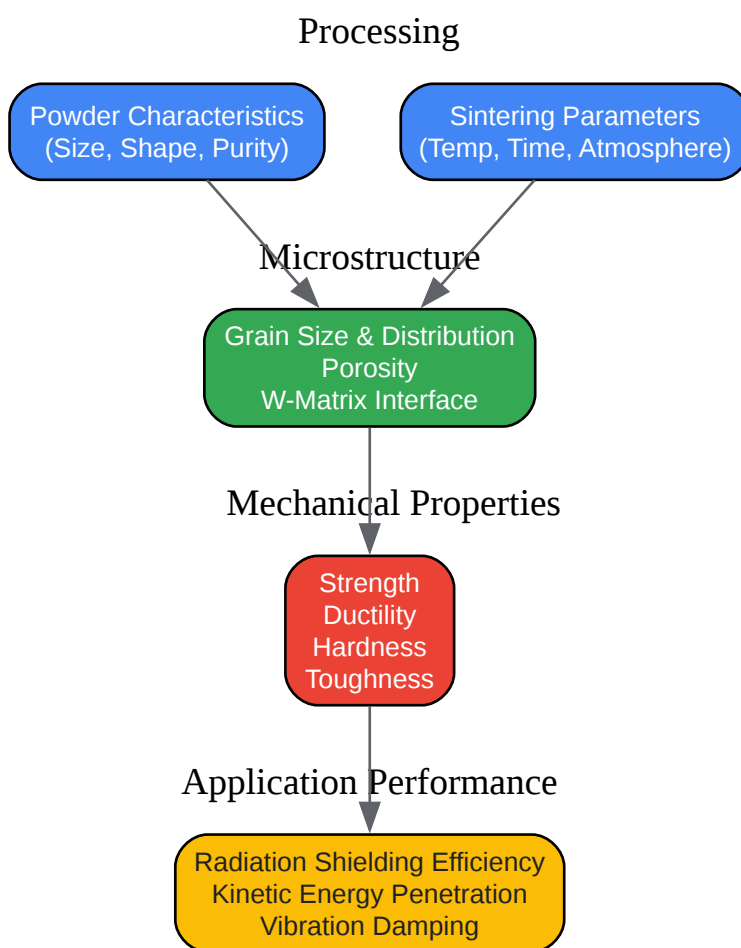 Processing
Powder Characteristics
(Size, Shape, Purity)
Sintering Parameters
(Temp, Time, Atmosphere)
Microstructure
Grain Size & Distribution
Porosity
W-Matrix Interface
Mechanical Properties
Strength
Ductility
Hardness
Toughness
Application Performance
Radiation Shielding Efficiency
Kinetic Energy Penetration
Vibration Damping